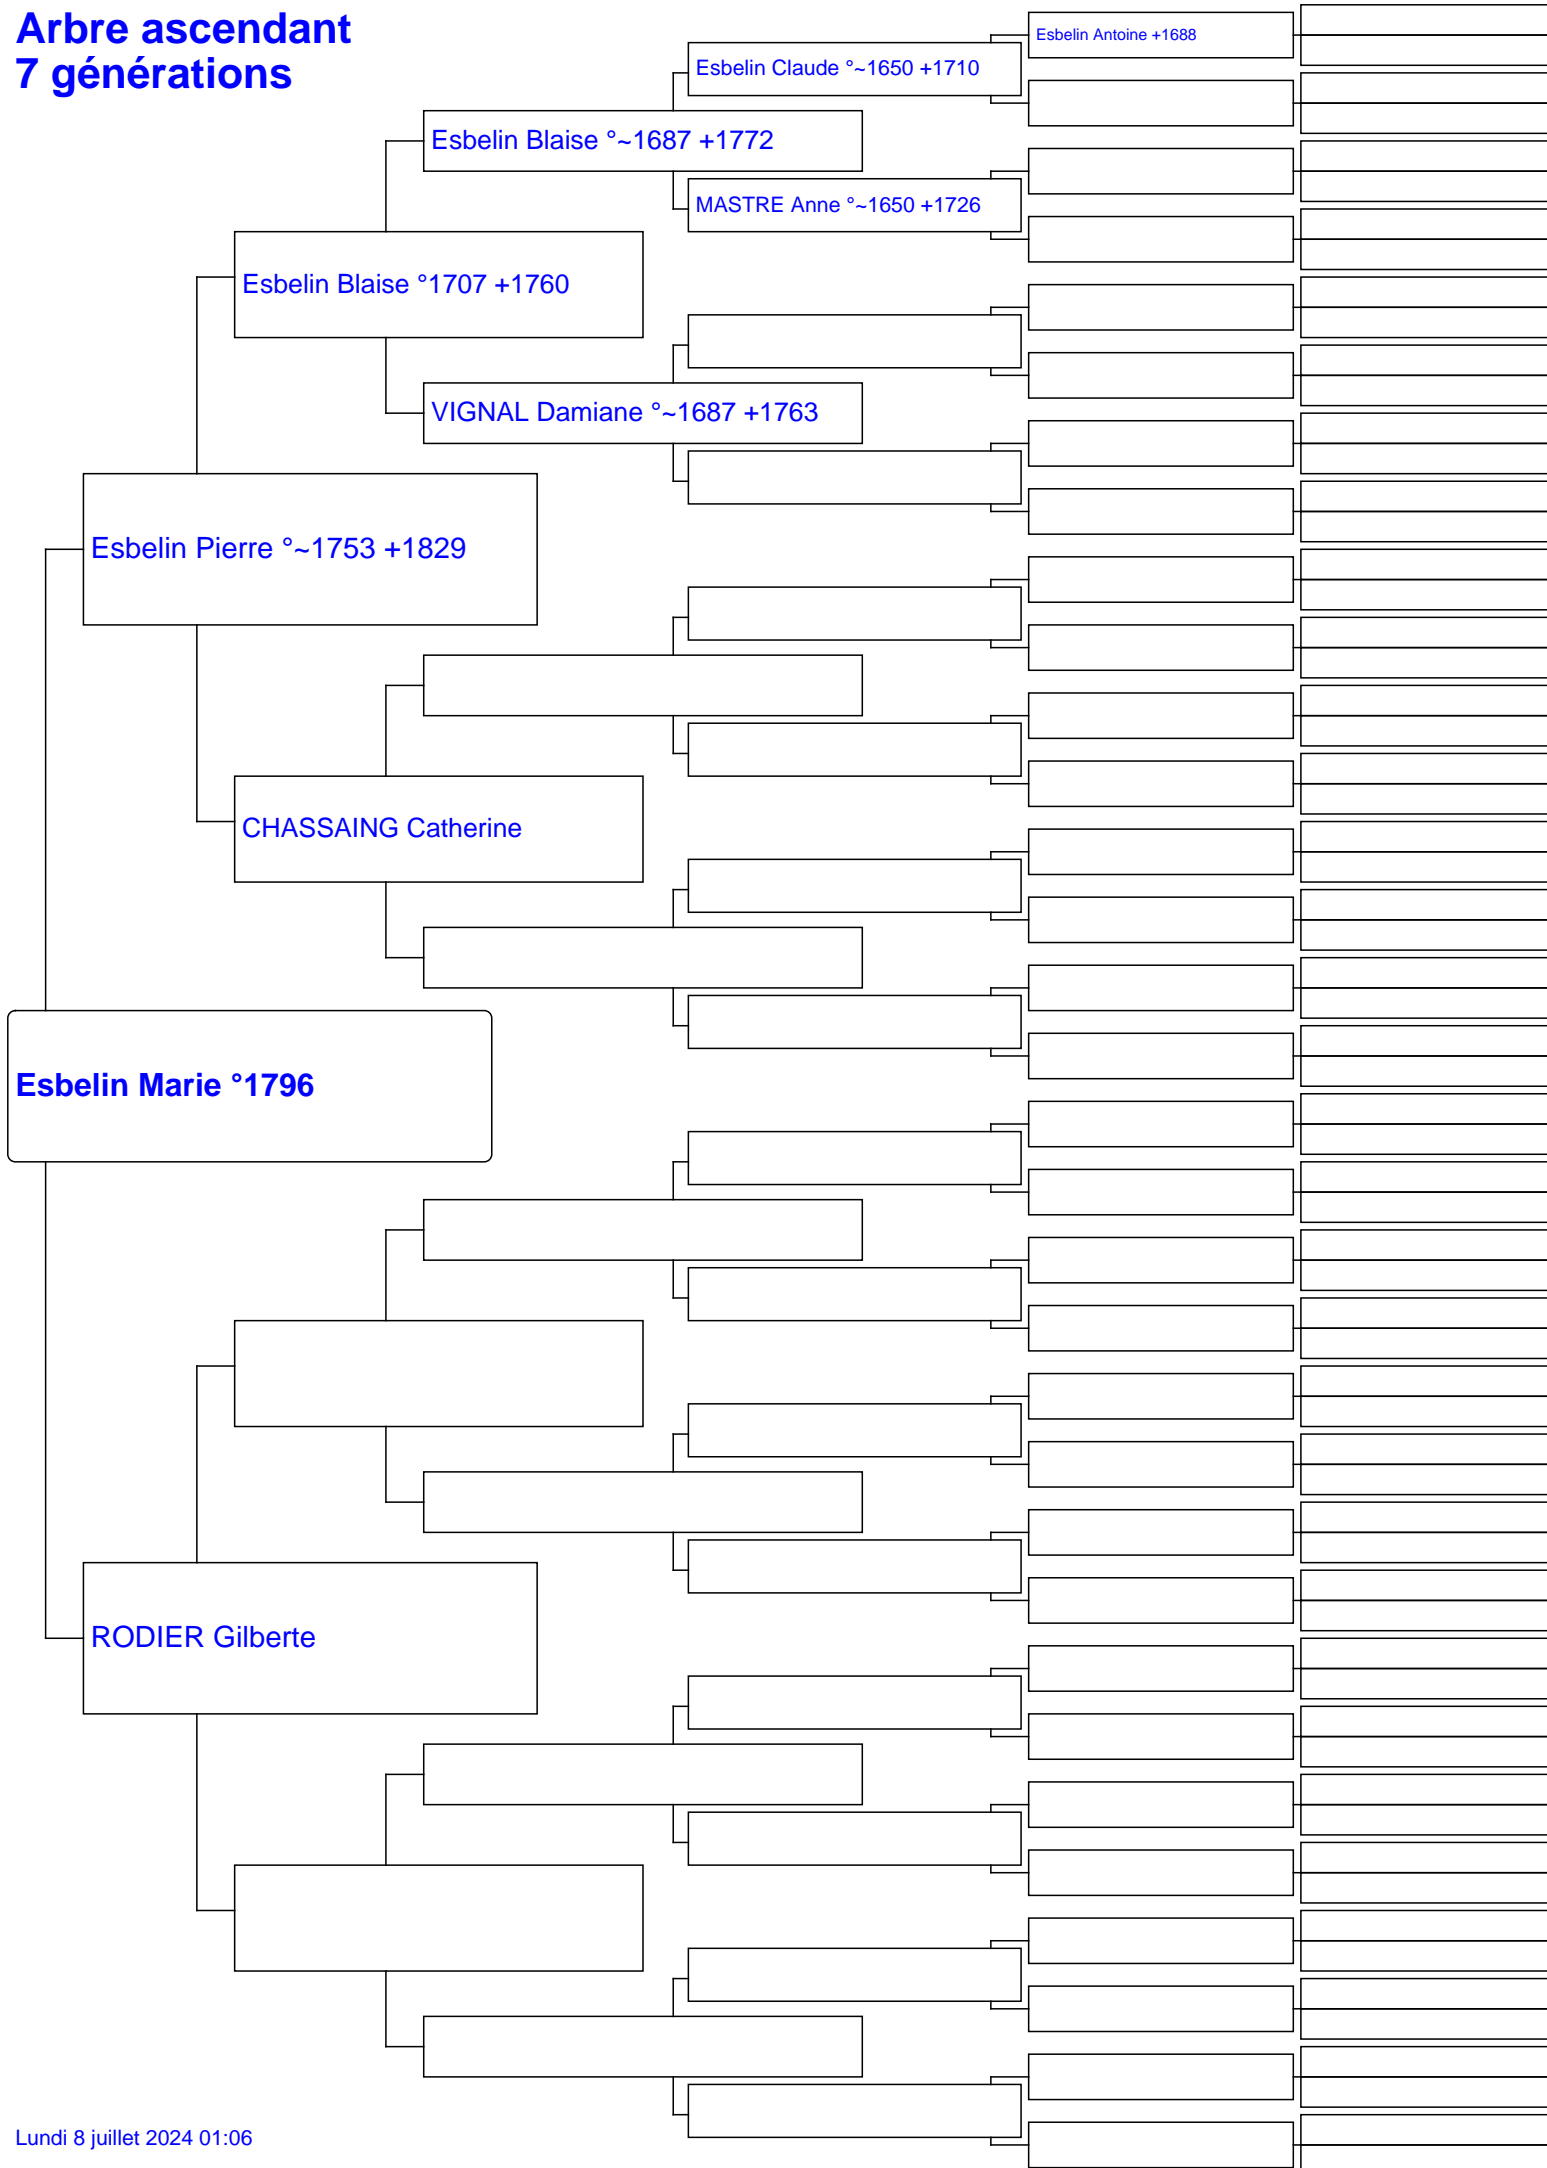 Arbre ascendant
7 générations
Esbelin Antoine +1688
Esbelin Claude °~1650 +1710
Esbelin Blaise °~1687 +1772
MASTRE Anne °~1650 +1726
Esbelin Blaise °1707 +1760
VIGNAL Damiane °~1687 +1763
Esbelin Pierre °~1753 +1829
CHASSAING Catherine
Esbelin Marie °1796
RODIER Gilberte
Lundi 8 juillet 2024 01:06